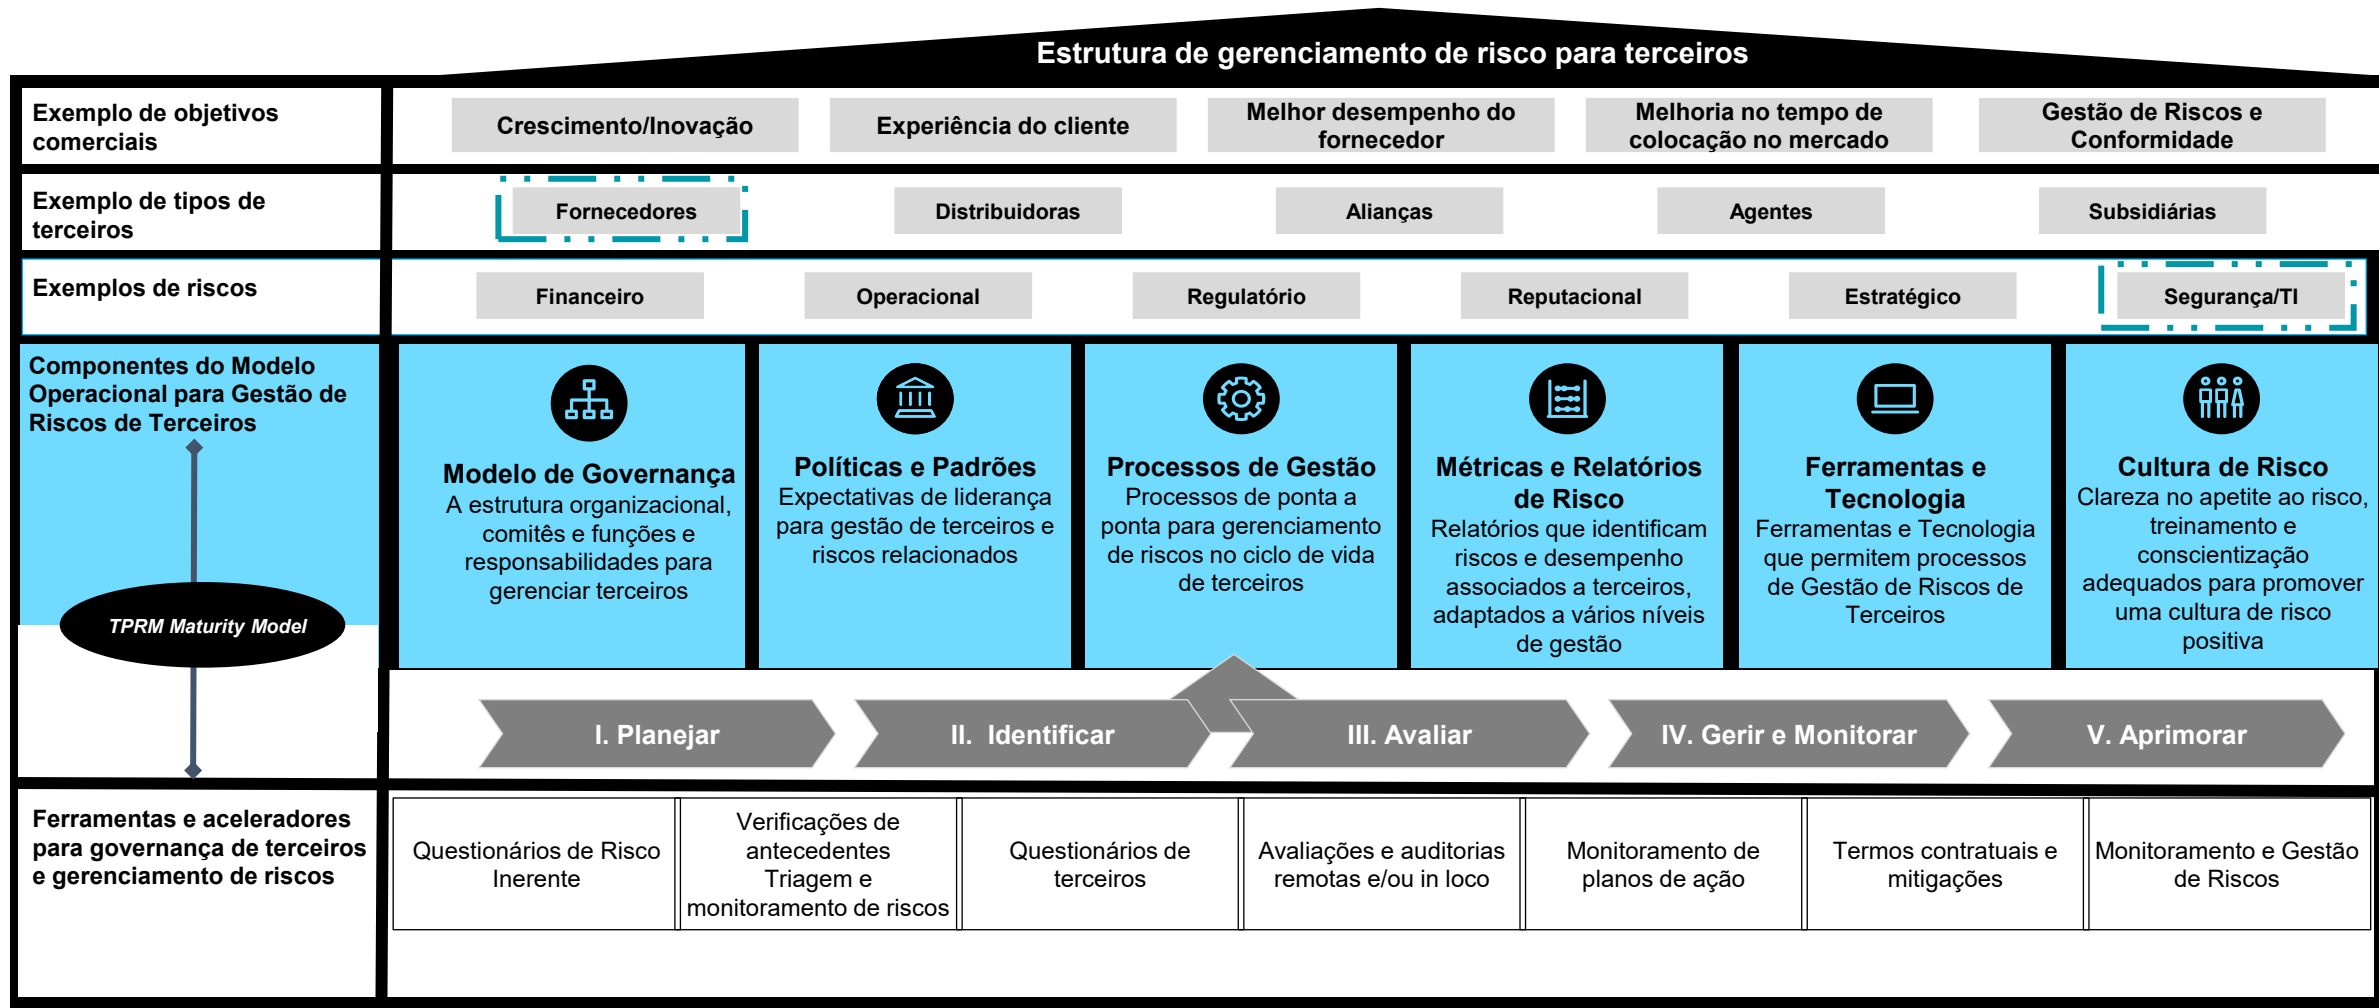 Estrutura de gerenciamento de risco para terceiros
Exemplo de objetivos
comerciais
Crescimento/Inovação
Experiência do cliente
Melhor desempenho do
fornecedor
Melhoria no tempo de
colocação no mercado
Gestão de Riscos e
Conformidade
Exemplo de tipos de
terceiros
Fornecedores
Distribuidoras
Alianças
Agentes
Subsidiárias
Exemplos de riscos
Financeiro
Operacional
Regulatório
Reputacional
Estratégico
Segurança/TI
Componentes do Modelo
Operacional para Gestão de
Riscos de Terceiros
TPRM Maturity Model
Modelo de Governança
A estrutura organizacional,
comitês e funções e
responsabilidades para
gerenciar terceiros
Políticas e Padrões
Expectativas de liderança
para gestão de terceiros e
riscos relacionados
Processos de Gestão
Processos de ponta a
ponta para gerenciamento
de riscos no ciclo de vida
de terceiros
Métricas e Relatórios
de Risco
Relatórios que identificam
riscos e desempenho
associados a terceiros,
adaptados a vários níveis
de gestão
Ferramentas e
Tecnologia
Ferramentas e Tecnologia
que permitem processos
de Gestão de Riscos de
Terceiros
Cultura de Risco
Clareza no apetite ao risco,
treinamento e
conscientização
adequados para promover
uma cultura de risco
positiva
I. Planejar
II. Identificar
III. Avaliar
IV. Gerir e Monitorar
V. Aprimorar
Ferramentas e aceleradores
para governança de terceiros
e gerenciamento de riscos
Questionários de Risco
Inerente
Verificações de
antecedentes
Triagem e
monitoramento de riscos
Questionários de
terceiros
Avaliações e auditorias
remotas e/ou in loco
Monitoramento de
planos de ação
Termos contratuais e
mitigações
Monitoramento e Gestão
de Riscos